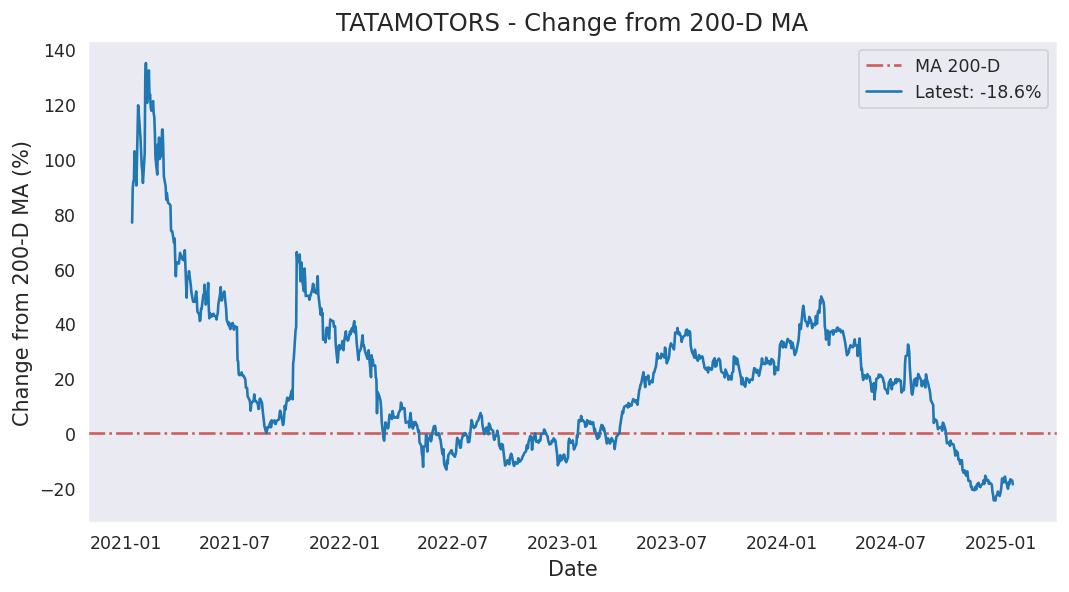 TATAMOTORS - Change from 200-D MA
MA 200-D
Latest: -18.6%
Change from 200-D MA (%)
140
120
100
80
60
40
20
0
−20
2021-01 2021-07 2022-01 2022-07 2023-01 2023-07 2024-01 2024-07 2025-01
Date